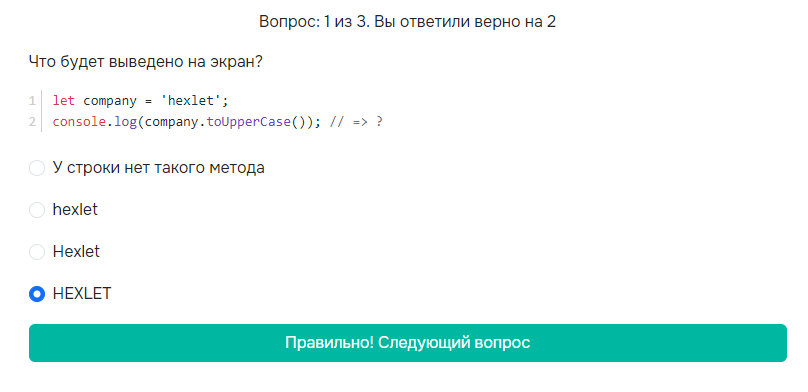 Вопрос: 1 из 3. Вы ответили верно на 2
Что будет выведено на экран?
1 let company = 'hexlet';
2 console.log(company.toUpperCase()); // => ?
У строки нет такого метода
hexlet
Hexlet
HEXLET
Правильно! Следующий вопрос